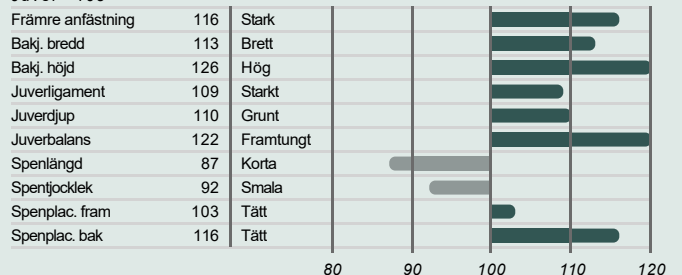 Främre anfästning 116 Stark
Bakj. bredd 113 Brett
Bakj. höjd 126 Hög
Juverligament 109 Starkt
Juverdjup 110 Grunt
Juverbalans 122 Framtungt
Spenlängd 87 Korta
Spentjocklek 92 Smala
Spenplac. fram 103 Tätt
Spenplac. bak 116 Tätt
80 90 100 110 120